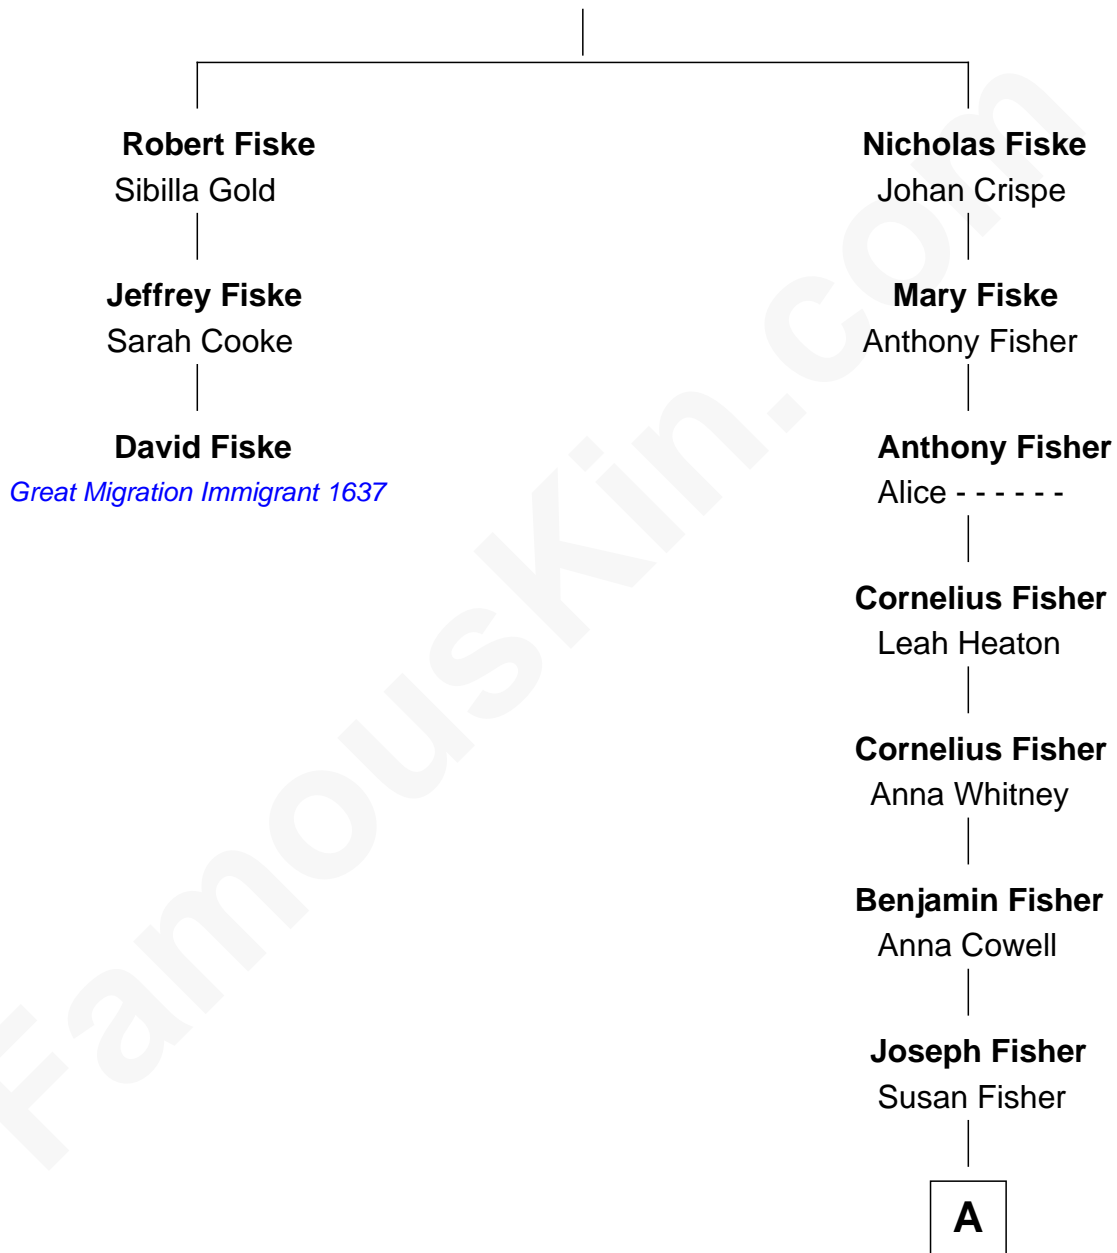 Robert Fiske
Sibilla Gold
Jeffrey Fiske
Sarah Cooke
David Fiske
Great Migration Immigrant 1637
Nicholas Fiske
Johan Crispe
Mary Fiske
Anthony Fisher
Anthony Fisher
Alice - - - - - -
Cornelius Fisher
Leah Heaton
Cornelius Fisher
Anna Whitney
Benjamin Fisher
Anna Cowell
Joseph Fisher
Susan Fisher
A
FamousKin.com